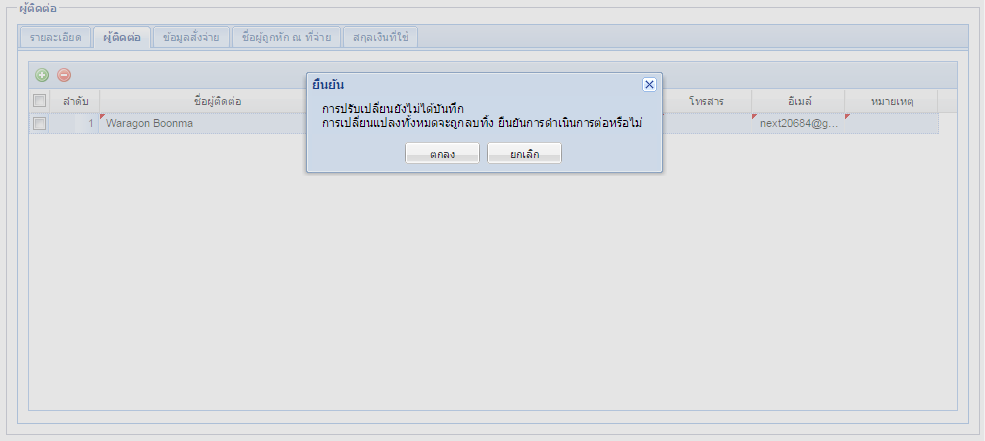 ผู้ติดต่อ
รายละเอียด ผู้ติดต่อ ข้อมูลสั่งจ่าย ชื่อผู้ถูกหัก ณ ที่จ่าย สกุลเงินที่ใช้
ยืนยัน
การปรับเปลี่ยนยังไม่ได้บันทึก
การเปลี่ยนแปลงทั้งหมดจะถูกลบทิ้ง ยืนยันการดำเนินการต่อหรือไม่
ตกลง ยกเลิก
ลำดับ ชื่อผู้ติดต่อ โทรสาร อีเมล์ หมายเหตุ
1 Waragon Boonma next20684@g...